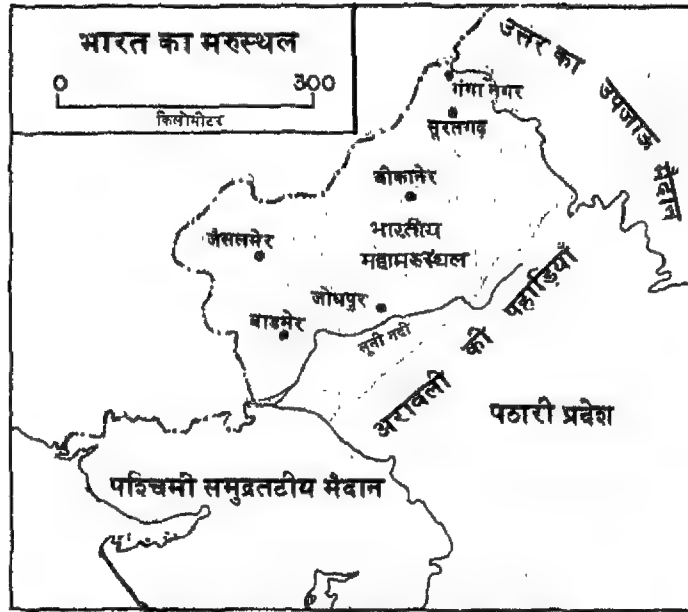 भारत का मरुस्थल
0 300
किलोमीटर
उत्तर का उपजाऊ मैदान
गंगा नगर
सूरतगढ़
बीकानेर
जैसलमेर
भारतीय
महामरुस्थल
जोधपुर
बाडमेर
लूनी नदी
अरावली की पहाड़ियाँ
पठारी प्रदेश
पश्चिमी समुद्रतटीय मैदान